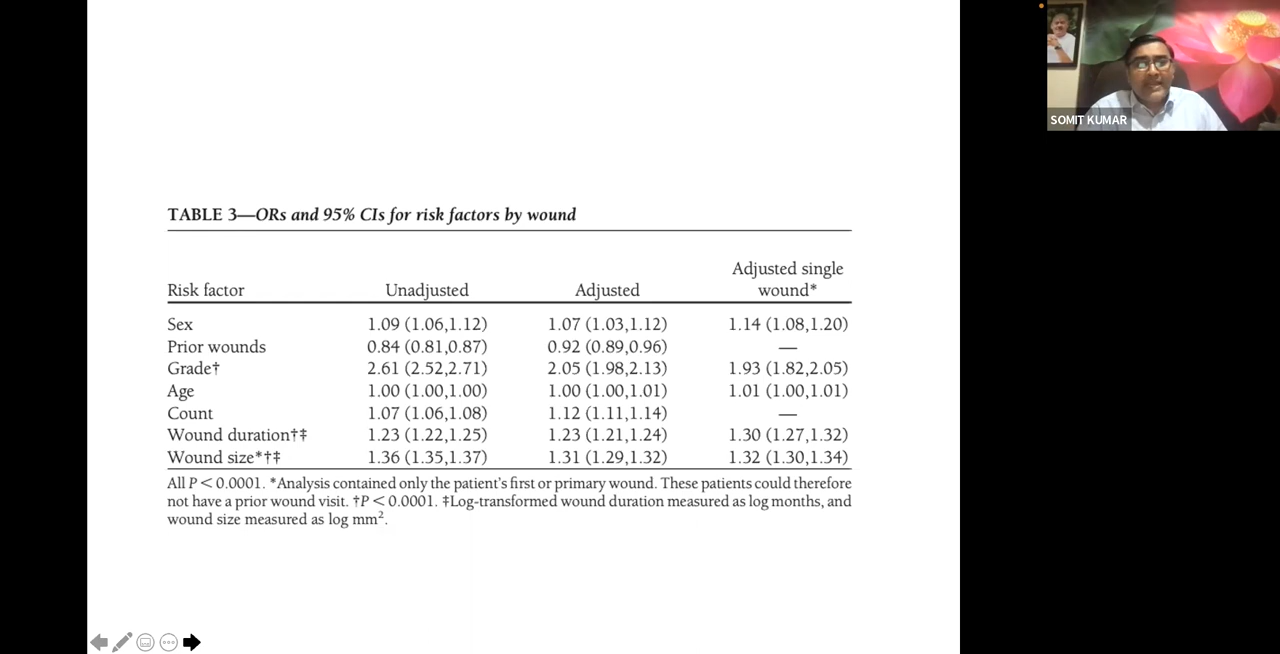 TABLE 3—ORs and 95% CIs for risk factors by wound
Risk factor Unadjusted Adjusted Adjusted single wound*
Sex 1.09 (1.06,1.12) 1.07 (1.03,1.12) 1.14 (1.08,1.20)
Prior wounds 0.84 (0.81,0.87) 0.92 (0.89,0.96) —
Grade† 2.61 (2.52,2.71) 2.05 (1.98,2.13) 1.93 (1.82,2.05)
Age 1.00 (1.00,1.00) 1.00 (1.00,1.01) 1.01 (1.00,1.01)
Count 1.07 (1.06,1.08) 1.12 (1.11,1.14) —
Wound duration†‡ 1.23 (1.22,1.25) 1.23 (1.21,1.24) 1.30 (1.27,1.32)
Wound size*†‡ 1.36 (1.35,1.37) 1.31 (1.29,1.32) 1.32 (1.30,1.34)
All P < 0.0001. *Analysis contained only the patient's first or primary wound. These patients could therefore
not have a prior wound visit. †P < 0.0001. ‡Log-transformed wound duration measured as log months, and
wound size measured as log mm².
SOMIT KUMAR